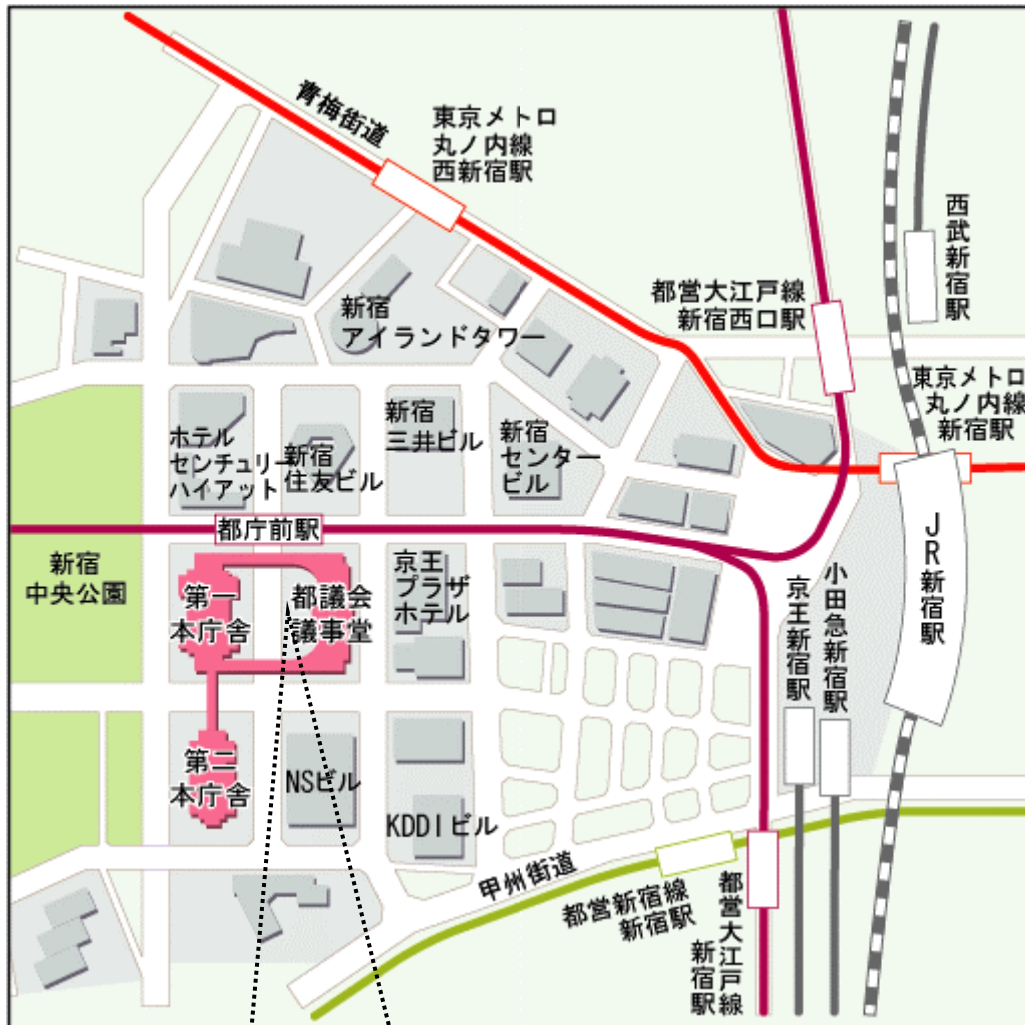 青梅街道
東京メトロ
丸ノ内線
西新宿駅
西武新宿駅
都営大江戸線
新宿西口駅
新宿
アイランドタワー
東京メトロ
丸ノ内線
新宿駅
ホテル
センチュリー
ハイアット
新宿
住友ビル
新宿
三井ビル
新宿
センター
ビル
都庁前駅
JR新宿駅
新宿
中央公園
第一
本庁舎
都議会
議事堂
京王
プラザ
ホテル
京王新宿駅
小田急新宿駅
第二
本庁舎
NSビル
KDDIビル
甲州街道
都営新宿線
新宿駅
都営大江戸線
新宿駅